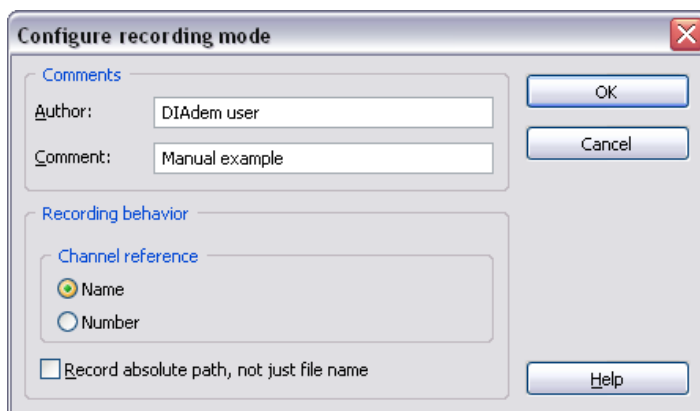 Configure recording mode
Comments
Author: DIAdem user
Comment: Manual example
OK
Cancel
Recording behavior
Channel reference
Name
Number
Record absolute path, not just file name
Help